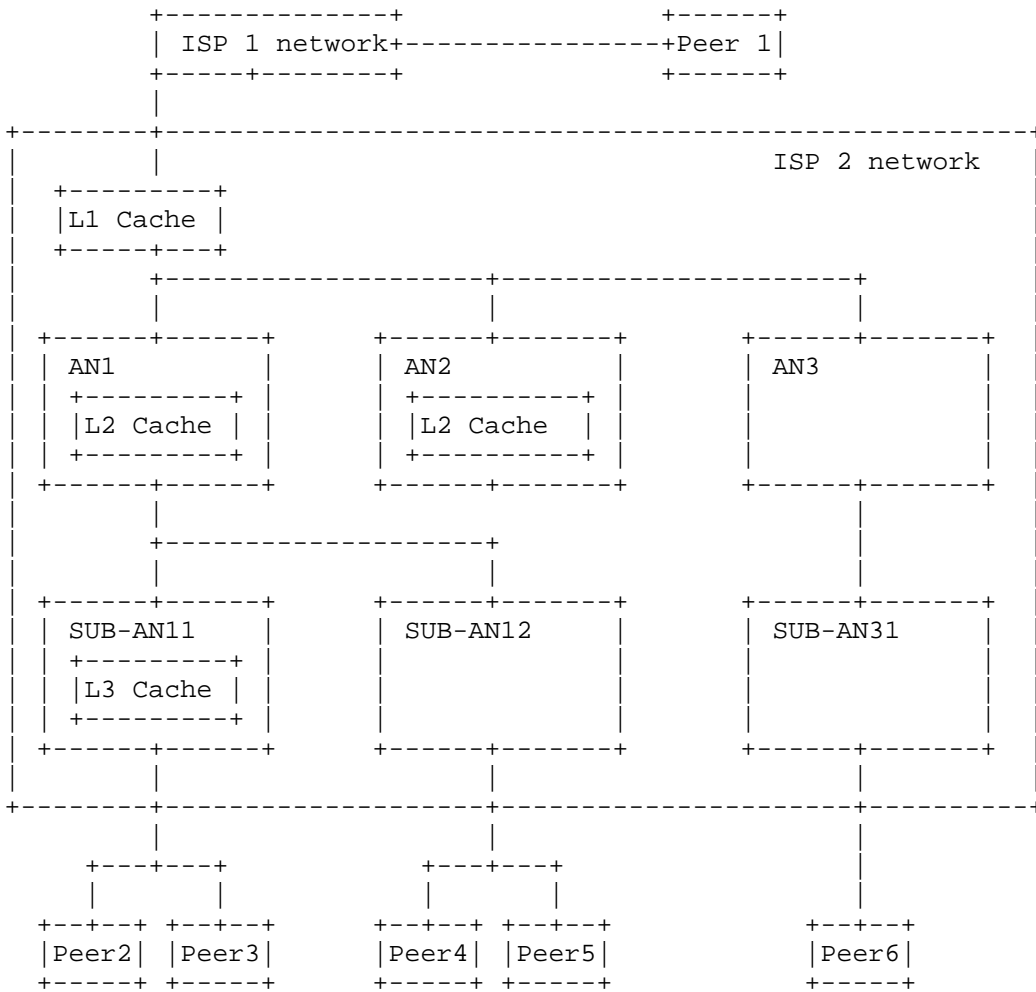 ISP 1 network Peer 1
ISP 2 network
L1 Cache
AN1 AN2 AN3
L2 Cache L2 Cache
SUB-AN11 SUB-AN12 SUB-AN31
L3 Cache
Peer2 Peer3 Peer4 Peer5 Peer6